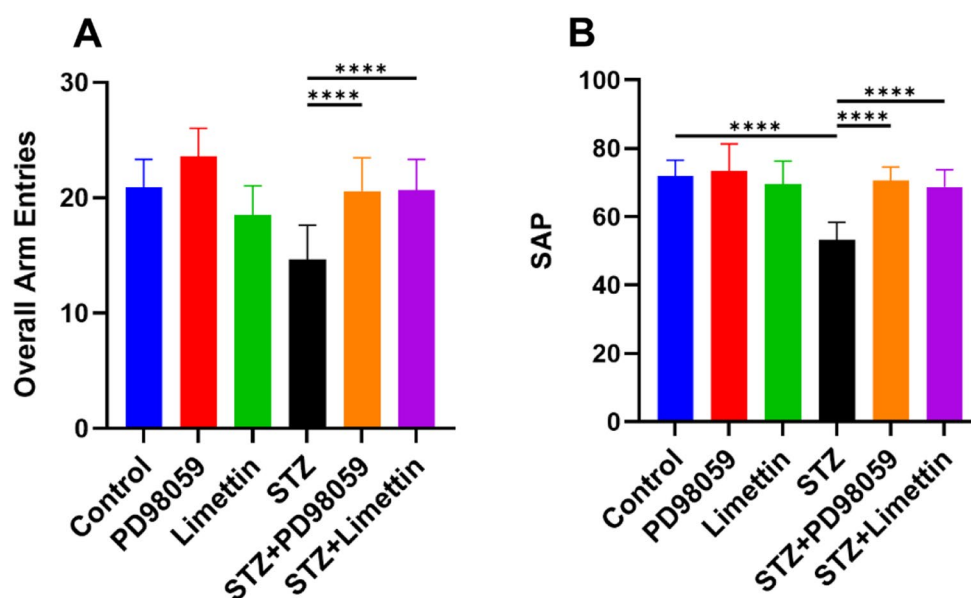 A
Overall Arm Entries
30
20
10
0
****
****
Control
PD98059
Limettin
STZ
STZ+PD98059
STZ+Limettin
B
SAP
100
80
60
40
20
0
****
****
****
Control
PD98059
Limettin
STZ
STZ+PD98059
STZ+Limettin